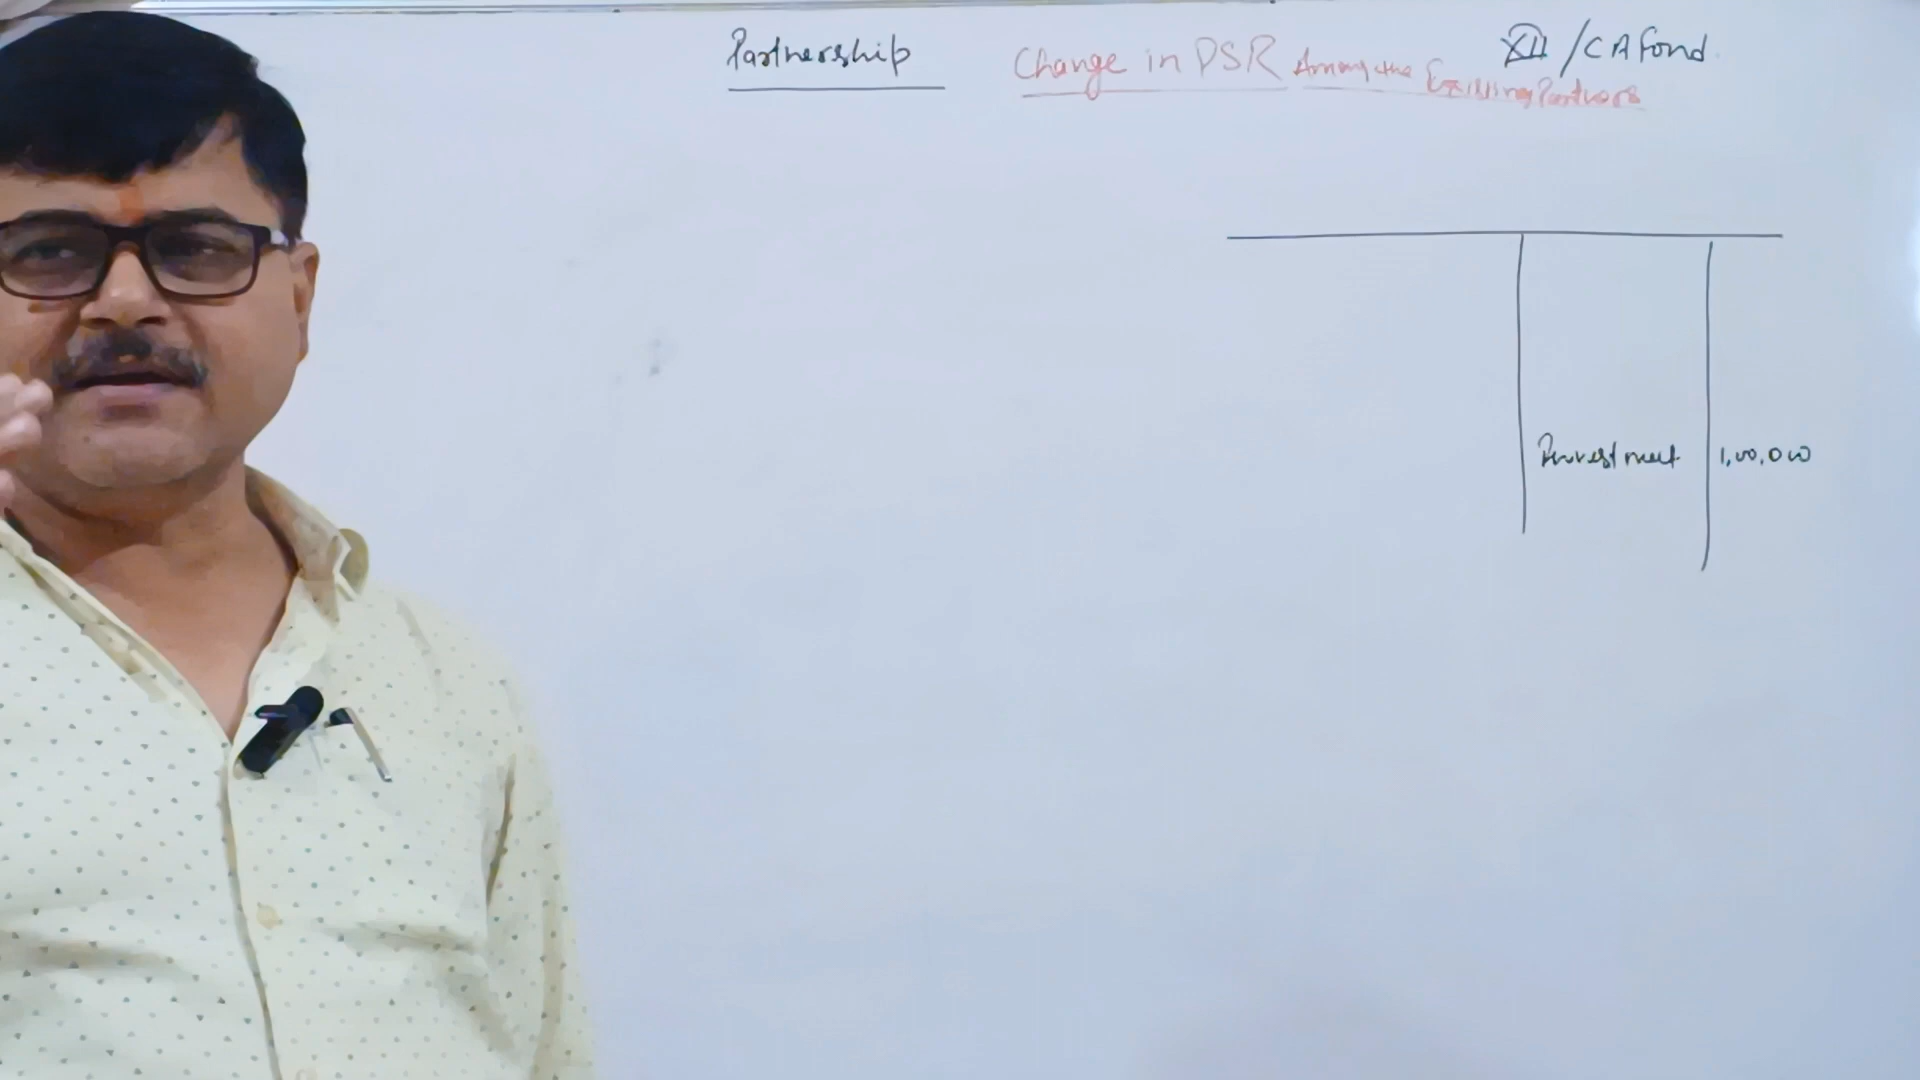 Partnership Change in PSR Among the Existing Partners XII / CA Fond.
Investment 1,00,000